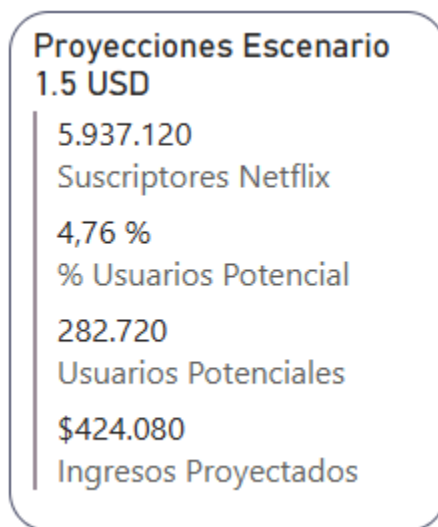 Proyecciones Escenario
1.5 USD
5.937.120
Suscriptores Netflix
4,76 %
% Usuarios Potencial
282.720
Usuarios Potenciales
$424.080
Ingresos Proyectados